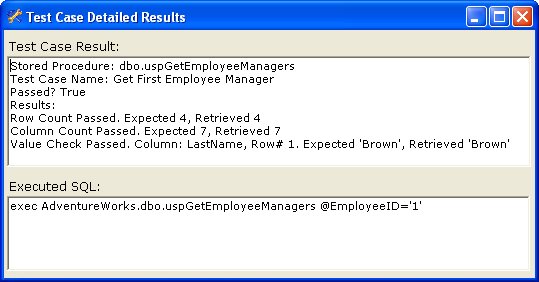 Test Case Detailed Results
Test Case Result:
Stored Procedure: dbo.uspGetEmployeeManagers
Test Case Name: Get First Employee Manager
Passed? True
Results:
Row Count Passed. Expected 4, Retrieved 4
Column Count Passed. Expected 7, Retrieved 7
Value Check Passed. Column: LastName, Row# 1. Expected 'Brown', Retrieved 'Brown'
Executed SQL:
exec AdventureWorks.dbo.uspGetEmployeeManagers @EmployeeID='1'